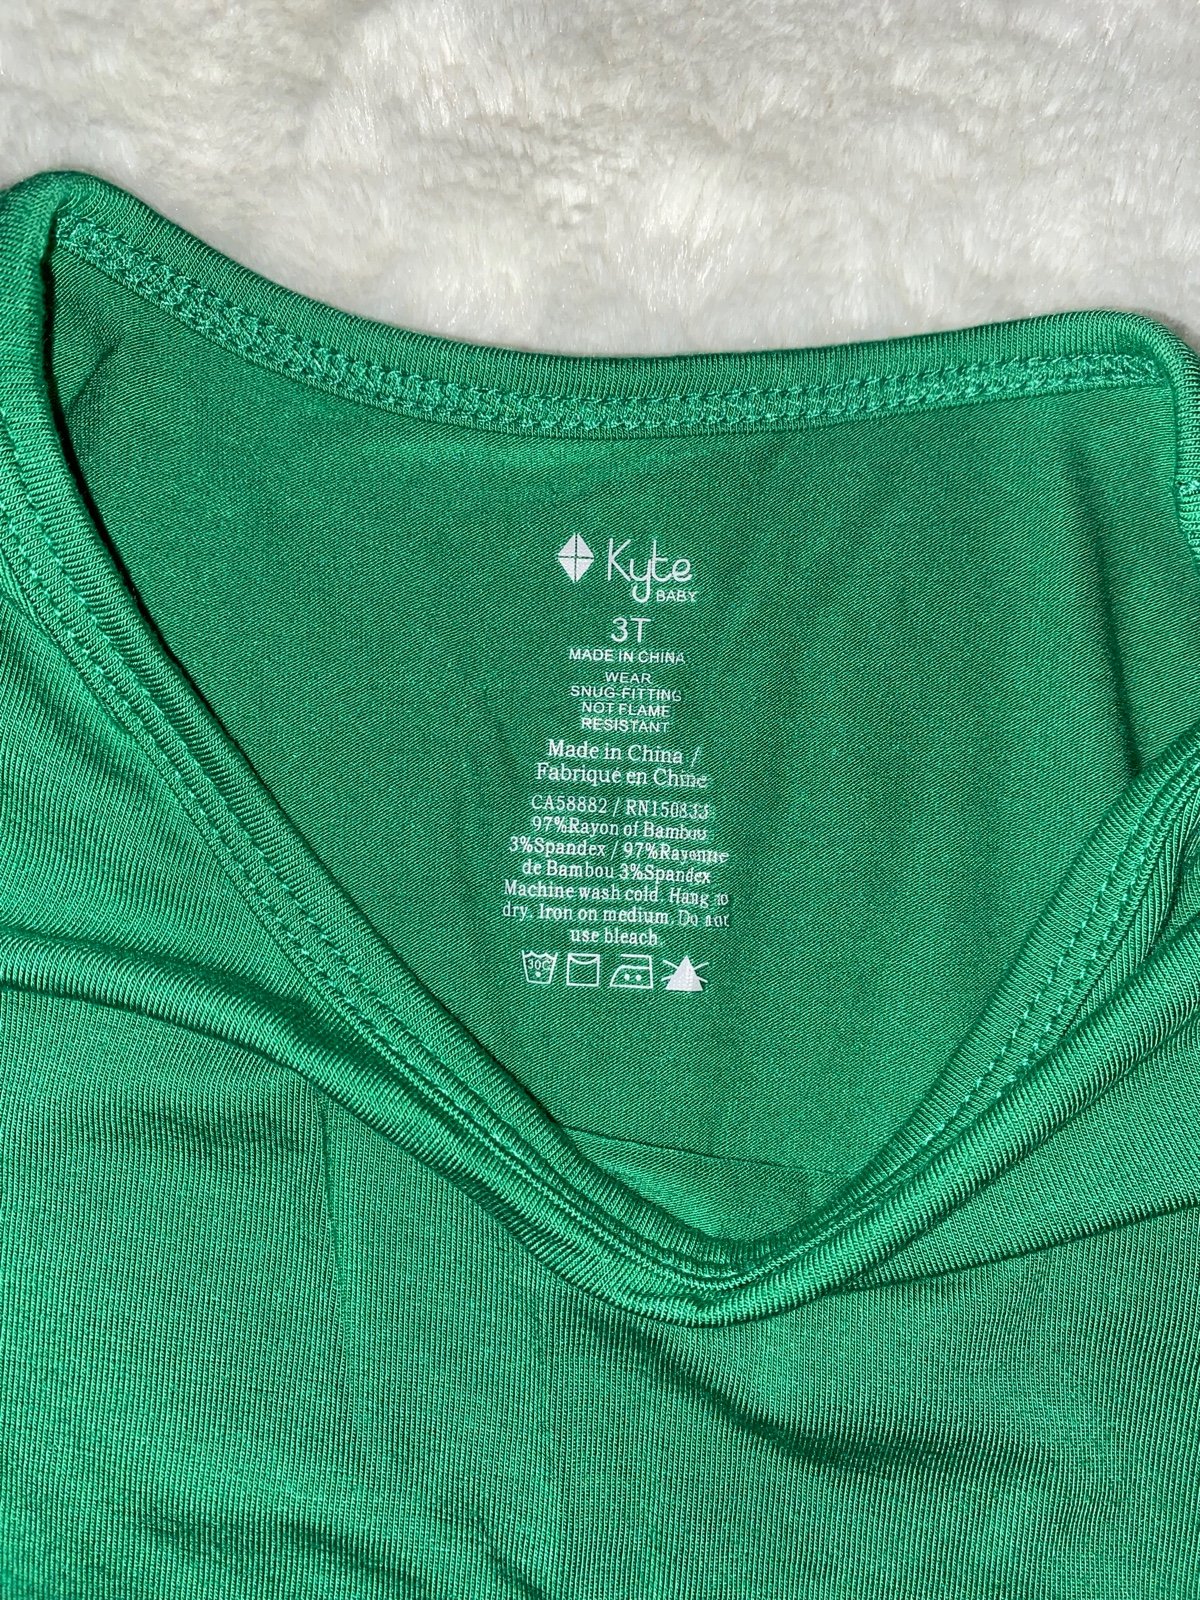 Kyte
BABY
3T
MADE IN CHINA
WEAR
SNUG-FITTING
NOT FLAME
RESISTANT
Made in China /
Fabriqué en Chine
CA58882 / RN150833
97%Rayon of Bambou
3%Spandex / 97%Rayonne
de Bambou 3%Spandex
Machine wash cold. Hang to
dry. Iron on medium. Do not
use bleach.
30C